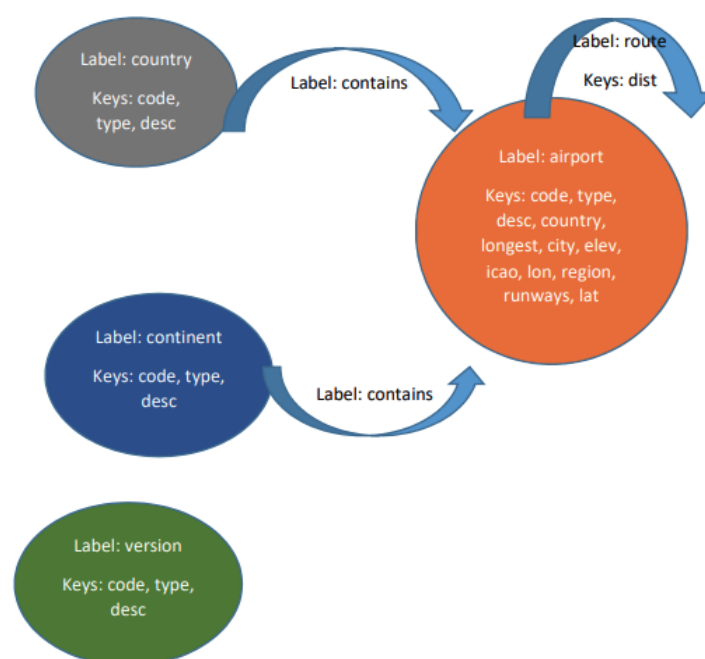 Label: country
Keys: code,
type, desc
Label: contains
Label: route
Keys: dist
Label: airport
Keys: code, type,
desc, country,
longest, city, elev,
icao, lon, region,
runways, lat
Label: continent
Keys: code, type,
desc
Label: contains
Label: version
Keys: code, type,
desc